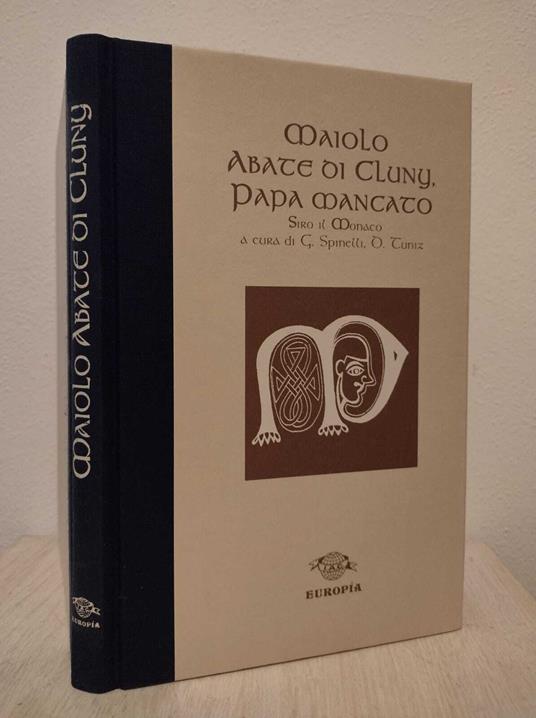 Maiolo
Abate di Cluny,
Papa mancato
Siro il Monaco
a cura di G. Spinelli, D. Tuniz
EUROPÍA
Maiolo Abate di Cluny
EUROPÍA